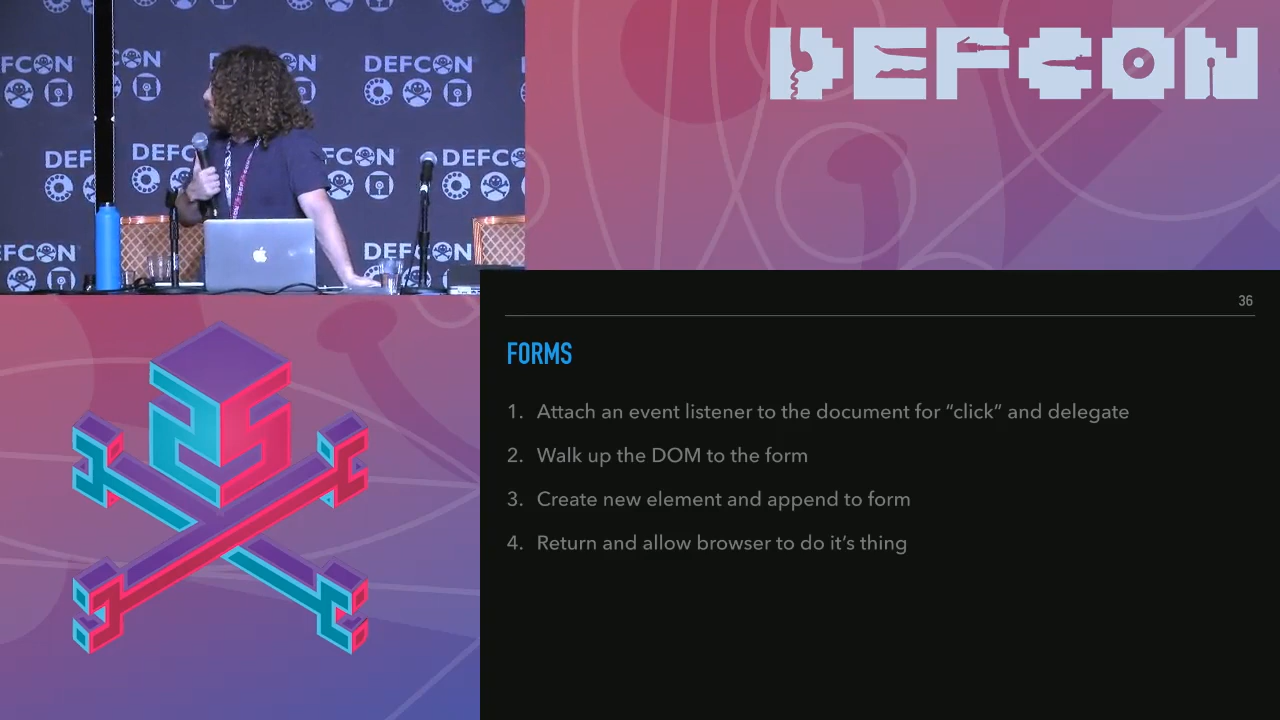 DEFCON
DEFCON
DEFCON
DEFCON
DEFCON
36
FORMS
1. Attach an event listener to the document for “click” and delegate
2. Walk up the DOM to the form
3. Create new element and append to form
4. Return and allow browser to do it’s thing